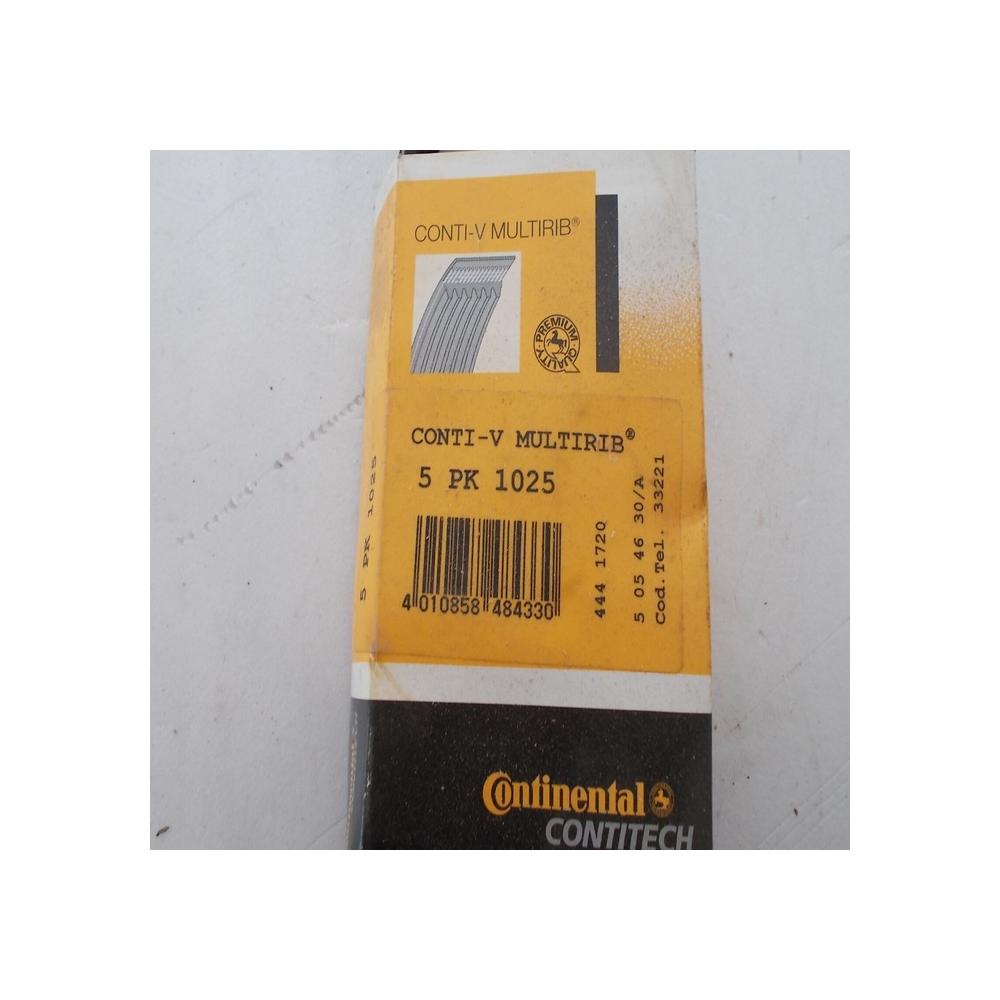 CONTI-V MULTIRIB®
PREMIUM QUALITY
CONTI-V MULTIRIB®
5 PK 1025
4 010858 484330
444 1720
5 05 46 30/A
Cod.Tel. 33221
5 PK 1025
Continental
CONTITECH